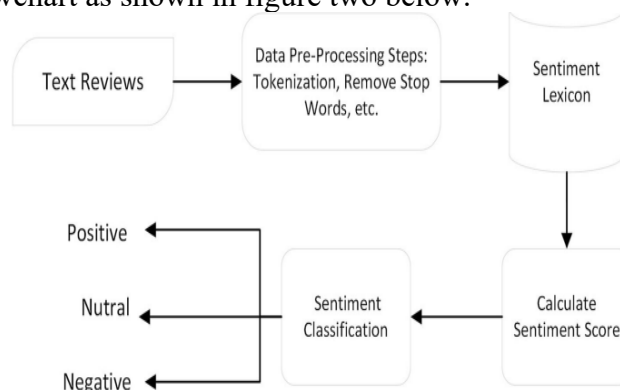 wchart as shown in figure two below:
Text Reviews
Data Pre-Processing Steps:
Tokenization, Remove Stop
Words, etc.
Sentiment
Lexicon
Calculate
Sentiment Score
Sentiment
Classification
Positive
Nutral
Negative